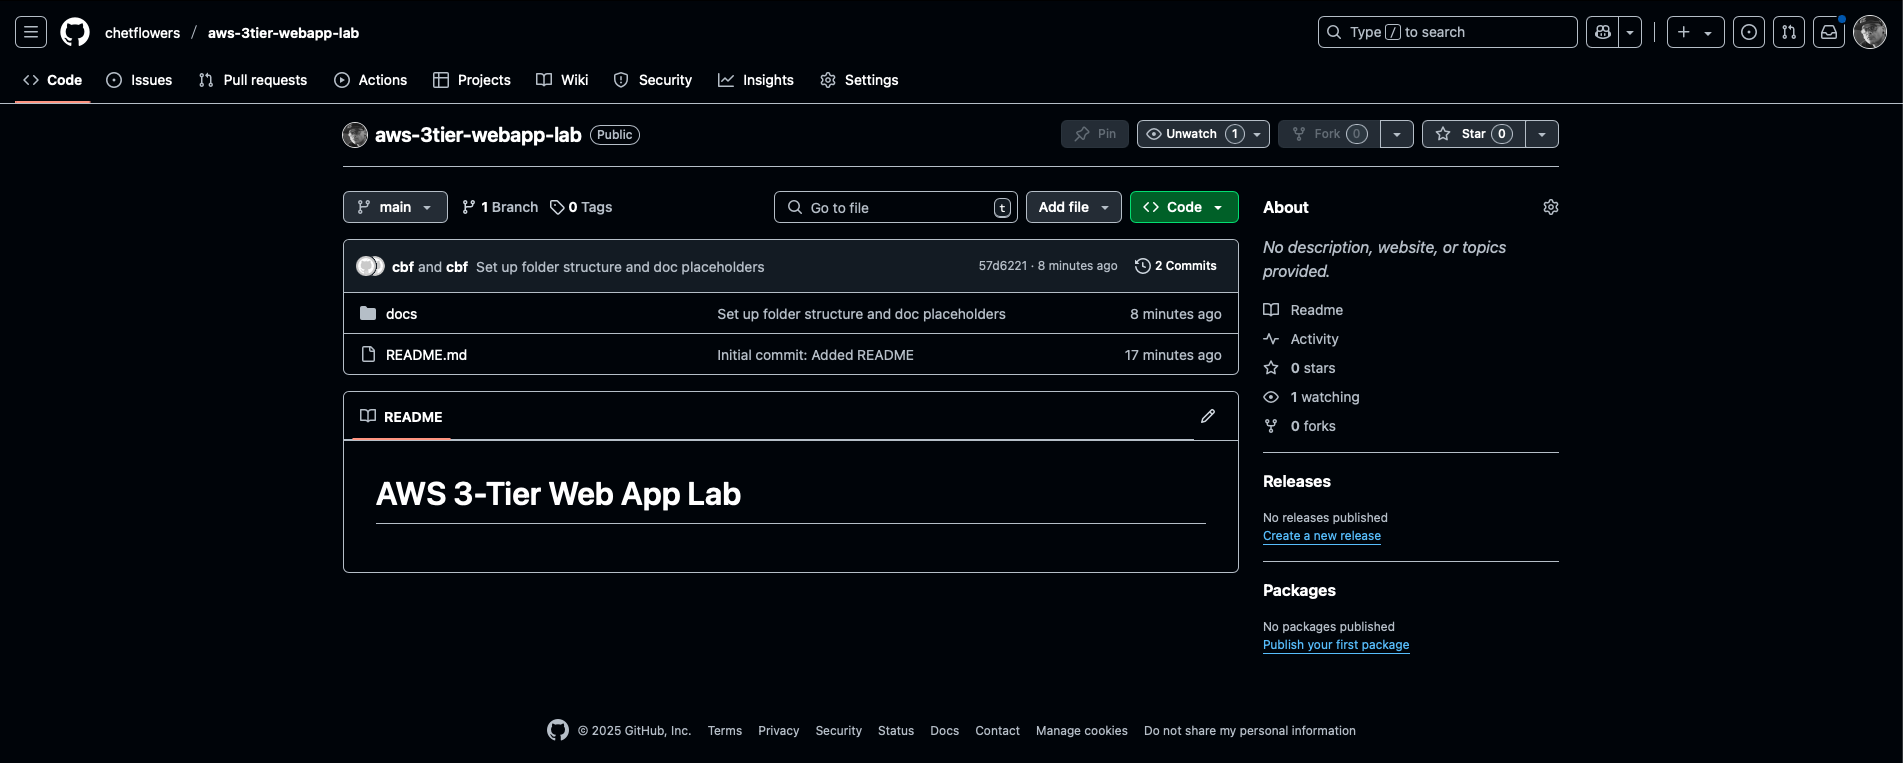 chetflowers / aws-3tier-webapp-lab
Type / to search
Code
Issues
Pull requests
Actions
Projects
Wiki
Security
Insights
Settings
aws-3tier-webapp-lab Public
Pin
Unwatch 1
Fork 0
Star 0
main
1 Branch
0 Tags
Go to file t
Add file
Code
cbf and cbf Set up folder structure and doc placeholders 57d6221 · 8 minutes ago 2 Commits
docs Set up folder structure and doc placeholders 8 minutes ago
README.md Initial commit: Added README 17 minutes ago
README
AWS 3-Tier Web App Lab
About
No description, website, or topics
provided.
Readme
Activity
0 stars
1 watching
0 forks
Releases
No releases published
Create a new release
Packages
No packages published
Publish your first package
© 2025 GitHub, Inc. Terms Privacy Security Status Docs Contact Manage cookies Do not share my personal information